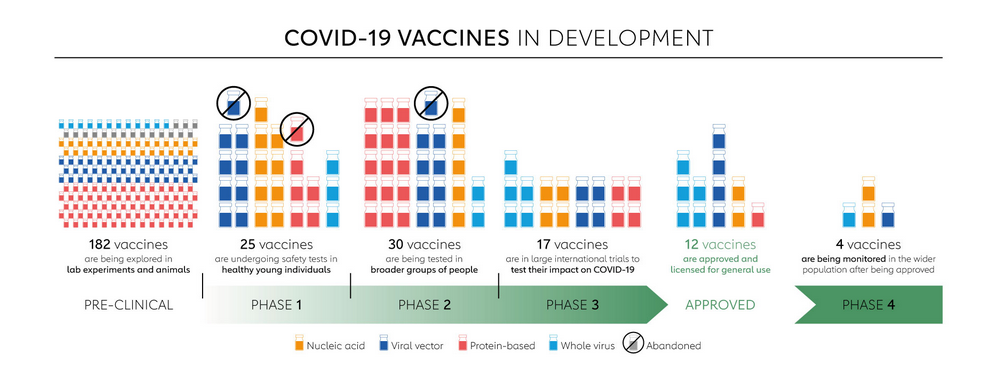 COVID-19 VACCINES IN DEVELOPMENT
182 vaccines
are being explored in
lab experiments and animals
25 vaccines
are undergoing safety tests in
healthy young individuals
30 vaccines
are being tested in
broader groups of people
17 vaccines
are in large international trials to
test their impact on COVID-19
12 vaccines
are approved and
licensed for general use
4 vaccines
are being monitored in the wider
population after being approved
PRE-CLINICAL
PHASE 1
PHASE 2
PHASE 3
APPROVED
PHASE 4
Nucleic acid
Viral vector
Protein-based
Whole virus
Abandoned